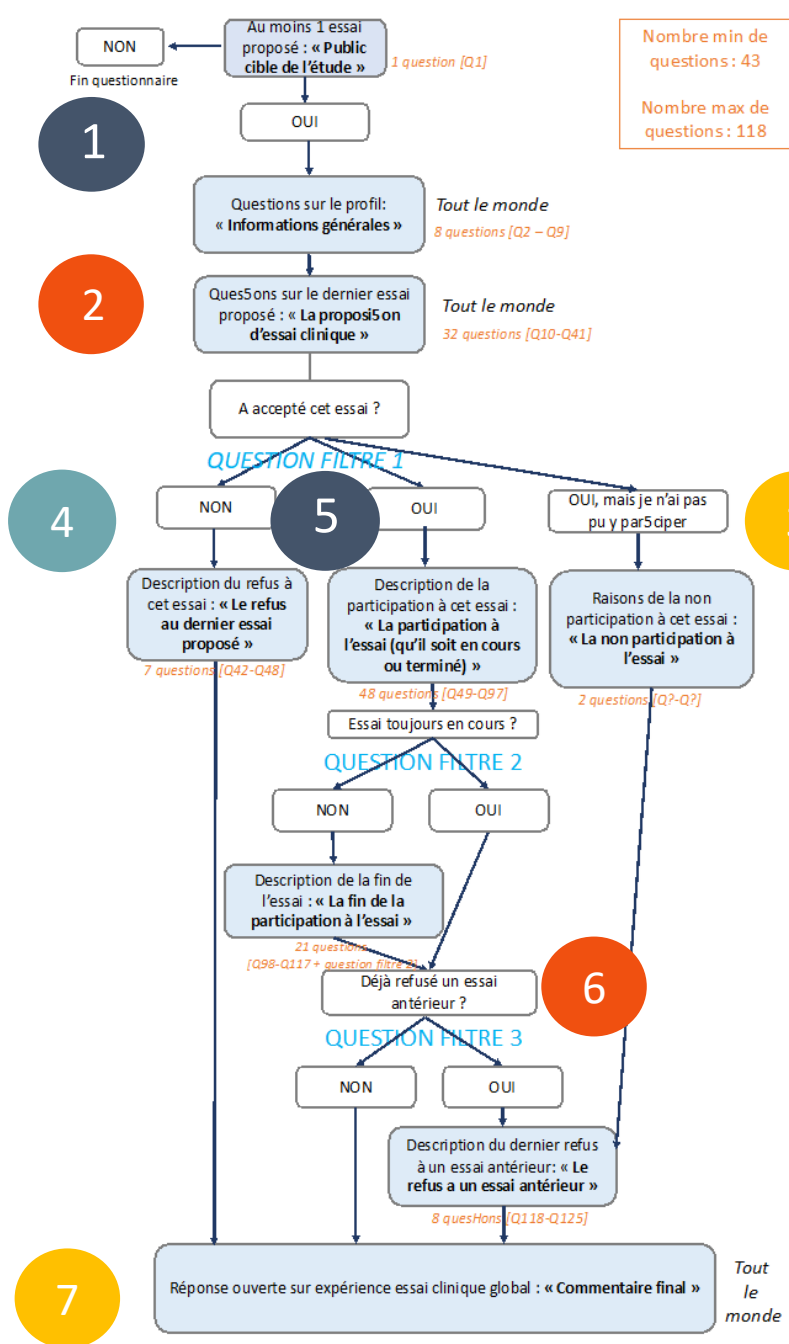 Au moins 1 essai
proposé : « Public
cible de l'étude »
NON
Fin questionnaire
1 question [Q1]
Nombre min de
questions : 43
Nombre max de
questions : 118
OUI
1
Questions sur le profil:
« Informations générales »
Tout le monde
8 questions [Q2 – Q9]
2
Ques5ons sur le dernier essai
proposé : « La proposi5on
d'essai clinique »
Tout le monde
32 questions [Q10-Q41]
A accepté cet essai ?
QUESTION FILTRE 1
4
NON
5
OUI
OUI, mais je n'ai pas
pu y par5ciper
Description du refus à
cet essai : « Le refus
au dernier essai
proposé »
7 questions [Q42-Q48]
Description de la
participation à cet essai :
« La participation à
l'essai (qu'il soit en cours
ou terminé) »
48 questions [Q49-Q97]
Raisons de la non
participation à cet essai :
« La non participation à
l'essai »
2 questions [Q?-Q?]
Essai toujours en cours ?
QUESTION FILTRE 2
NON
OUI
Description de la fin de
l'essai : « La fin de la
participation à l'essai »
21 questions
[Q98-Q117 + question filtre 2]
Déjà refusé un essai
antérieur ?
6
QUESTION FILTRE 3
NON
OUI
Description du dernier refus
à un essai antérieur: « Le
refus a un essai antérieur »
8 quesHons [Q118-Q125]
7
Réponse ouverte sur expérience essai clinique global : « Commentaire final »
Tout
le
monde